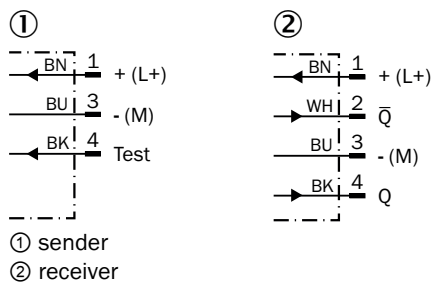 ① ②
BN 1 + (L+)
BU 3 - (M)
BK 4 Test
BN 1 + (L+)
WH 2 Q̅
BU 3 - (M)
BK 4 Q
① sender
② receiver